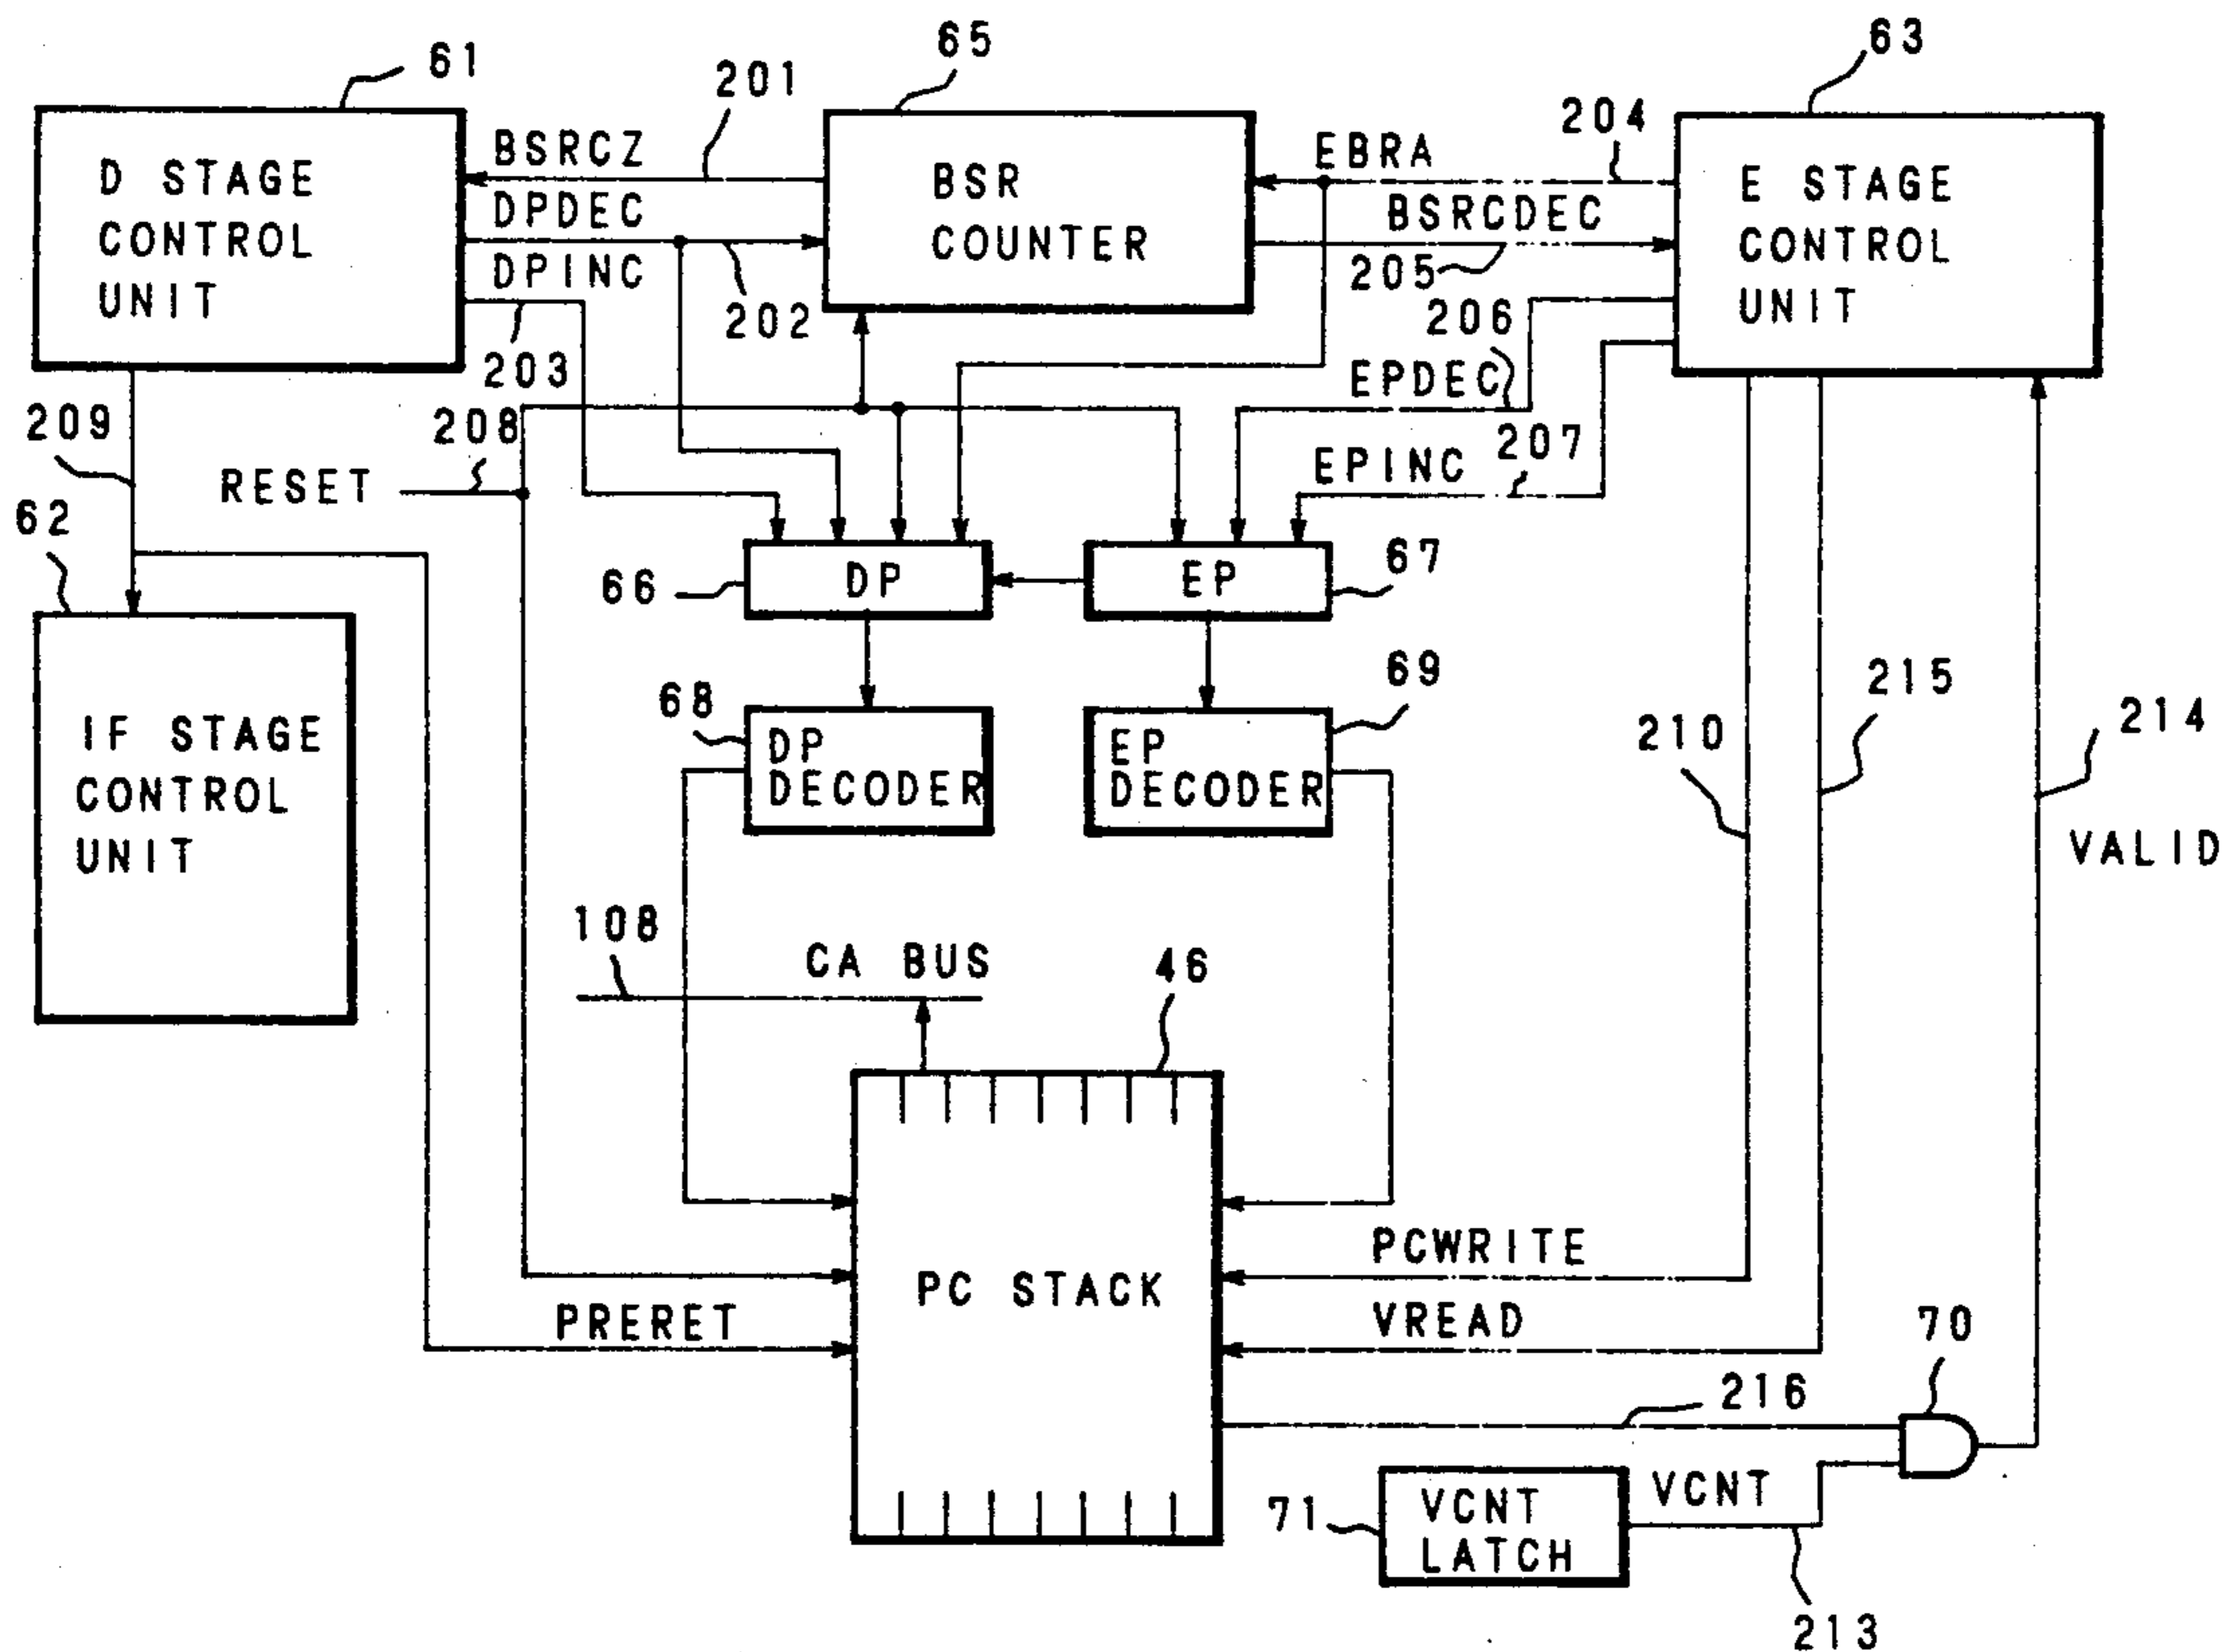 61
65
63
201
204
D STAGE
CONTROL
UNIT
BSRCZ
DPDEC
DPINC
BSR
COUNTER
EBRA
BSRCDEC
E STAGE
CONTROL
UNIT
202
205
203
206
209
208
EPDEC
207
RESET
EPINC
62
66
DP
EP
67
IF STAGE
CONTROL
UNIT
68
DP
DECODER
69
EP
DECODER
210
215
214
VALID
108
CA BUS
46
PC STACK
PCWRITE
PRERET
VREAD
70
216
71
VCNT
LATCH
VCNT
213